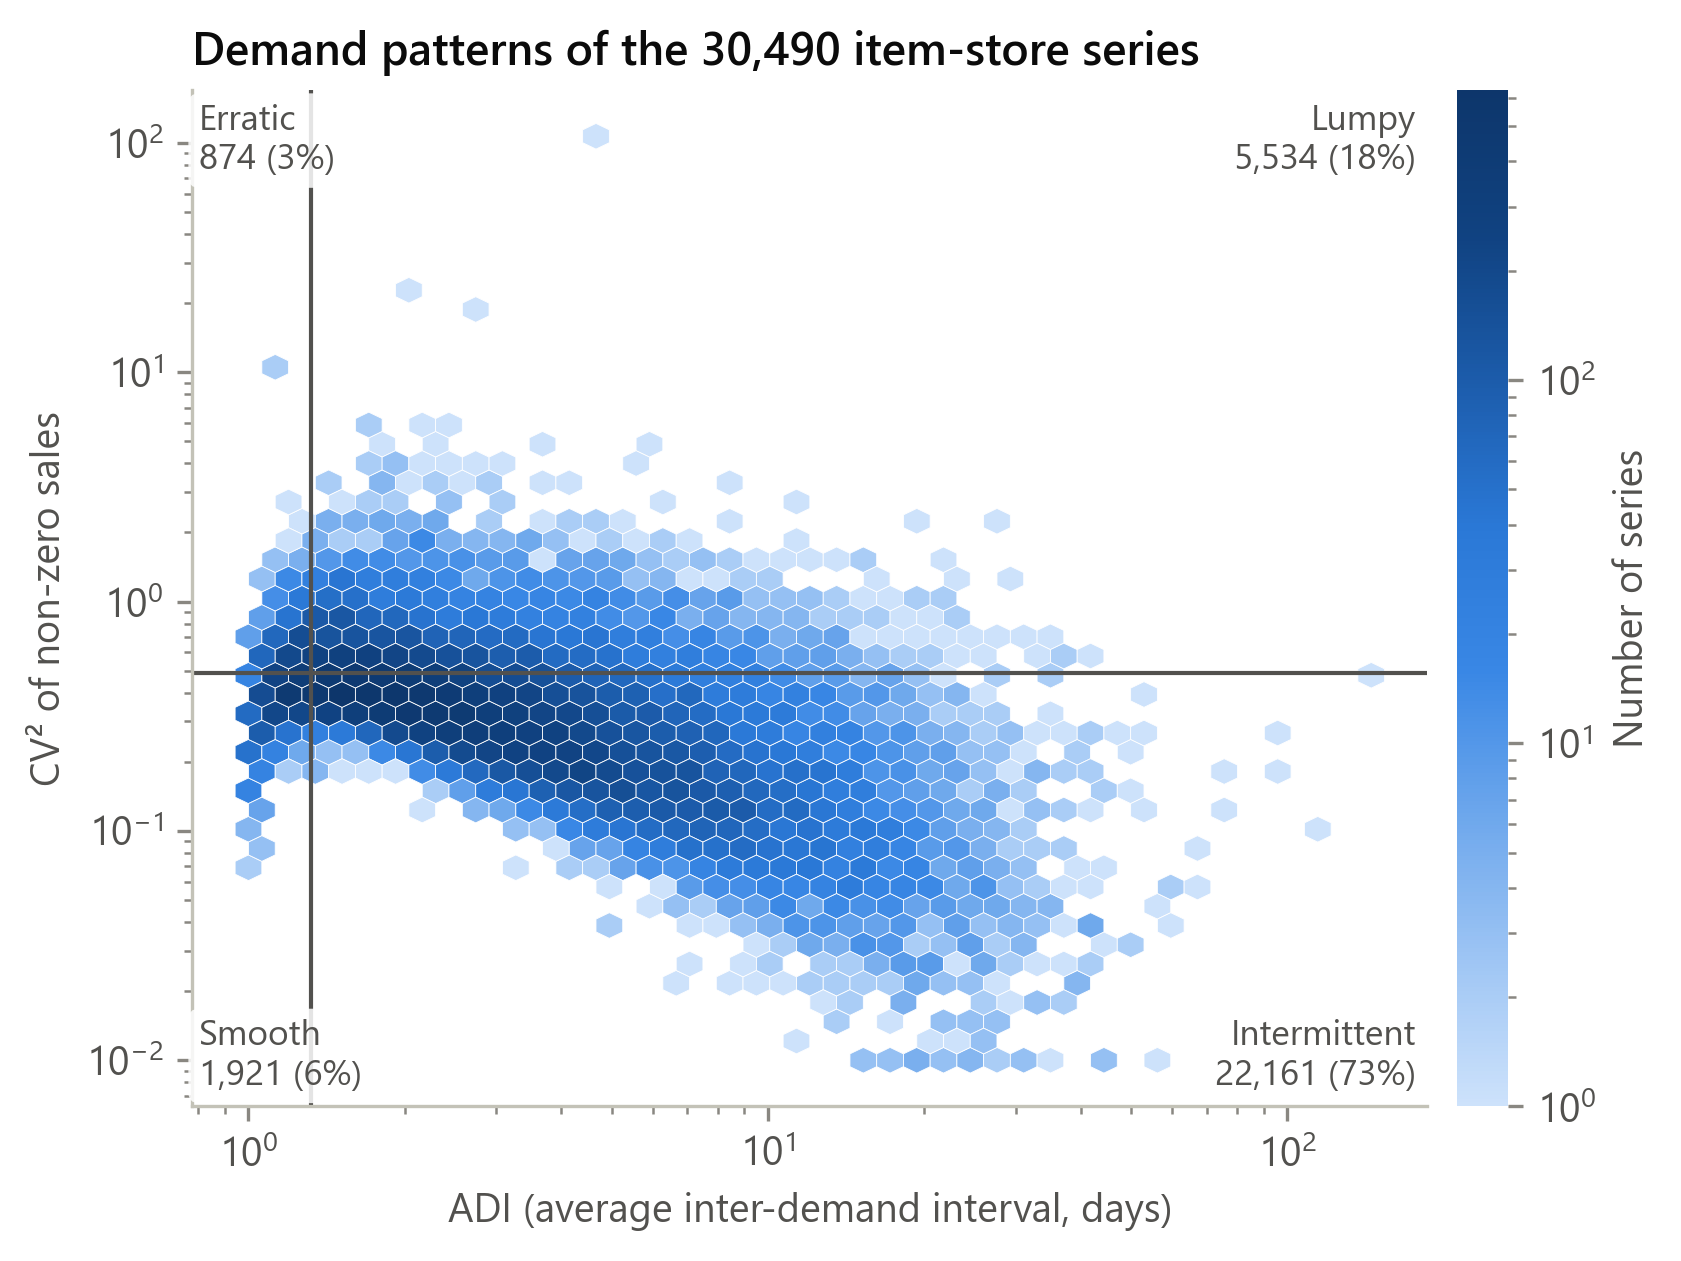 Demand patterns of the 30,490 item-store series
Erratic
874 (3%)
Lumpy
5,534 (18%)
Smooth
1,921 (6%)
Intermittent
22,161 (73%)
CV² of non-zero sales
10²
10¹
10⁰
10⁻¹
10⁻²
10⁰
10¹
10²
ADI (average inter-demand interval, days)
10²
10¹
10⁰
Number of series